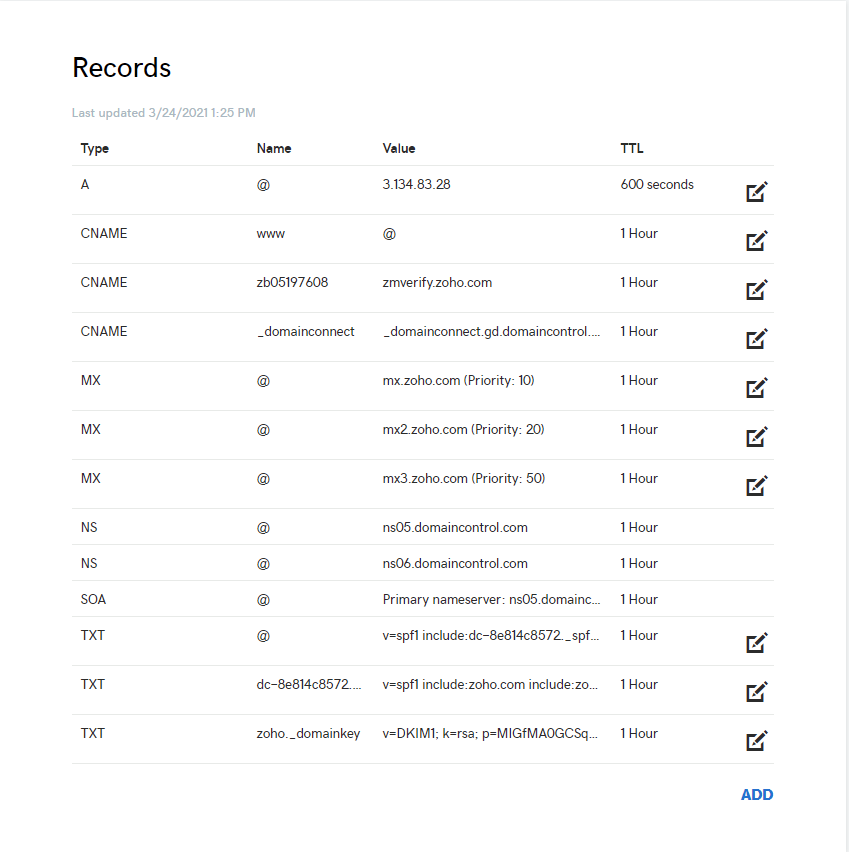 Records
Last updated 3/24/2021 1:25 PM
Type Name Value TTL
A @ 3.134.83.28 600 seconds
CNAME www @ 1 Hour
CNAME zb05197608 zmverify.zoho.com 1 Hour
CNAME _domainconnect _domainconnect.gd.domaincontrol.... 1 Hour
MX @ mx.zoho.com (Priority: 10) 1 Hour
MX @ mx2.zoho.com (Priority: 20) 1 Hour
MX @ mx3.zoho.com (Priority: 50) 1 Hour
NS @ ns05.domaincontrol.com 1 Hour
NS @ ns06.domaincontrol.com 1 Hour
SOA @ Primary nameserver: ns05.domainc... 1 Hour
TXT @ v=spf1 include:dc-8e814c8572._spf... 1 Hour
TXT dc-8e814c8572.... v=spf1 include:zoho.com include:zo... 1 Hour
TXT zoho._domainkey v=DKIM1; k=rsa; p=MIGfMA0GCSq... 1 Hour
ADD